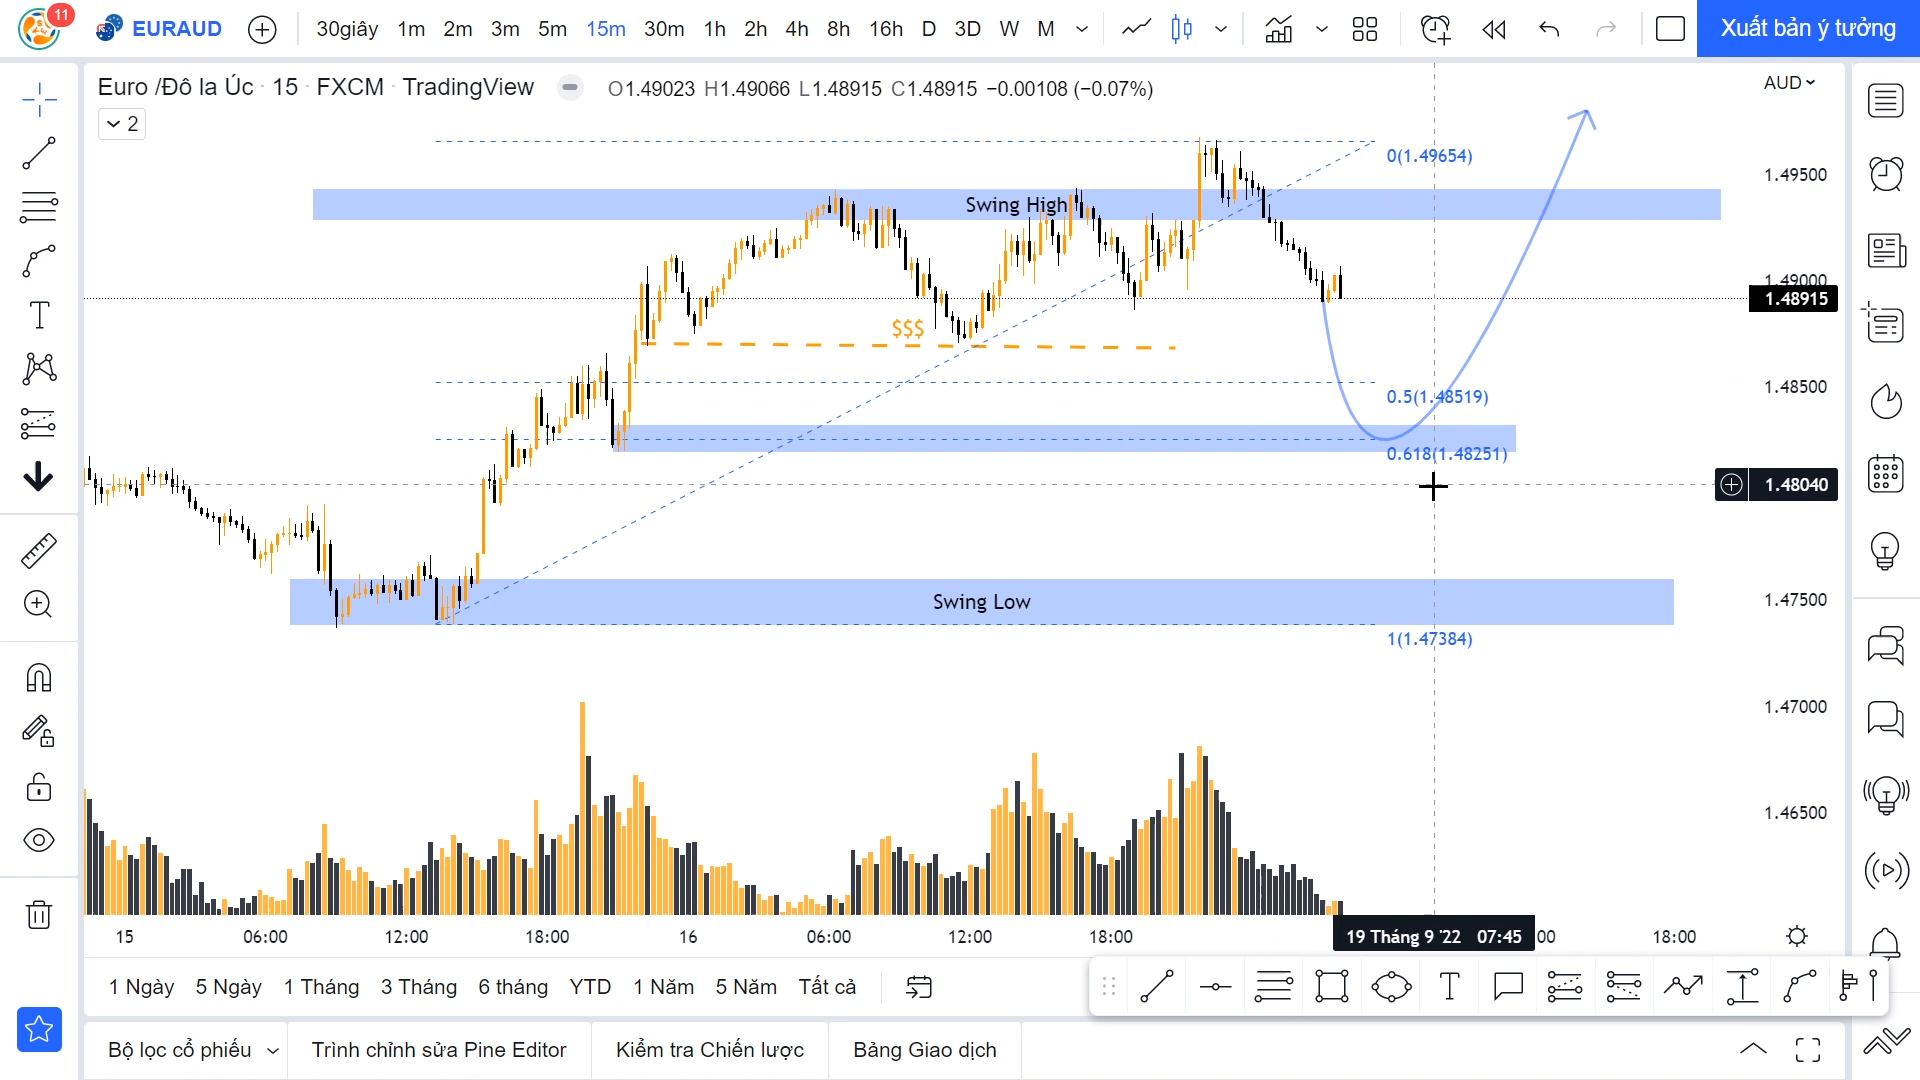 11
EURAUD
30giây 1m 2m 3m 5m 15m 30m 1h 2h 4h 8h 16h D 3D W M
Xuất bản ý tưởng
Euro /Đô la Úc · 15 · FXCM · TradingView
O1.49023 H1.49066 L1.48915 C1.48915 −0.00108 (−0.07%)
AUD
2
0(1.49654)
1.49500
Swing High
1.49000
1.48915
$$$
1.48500
0.5(1.48519)
0.618(1.48251)
1.48040
Swing Low
1.47500
1(1.47384)
1.47000
1.46500
15 06:00 12:00 18:00 16 06:00 12:00 18:00 19 Tháng 9 '22 07:45 00 18:00
1 Ngày 5 Ngày 1 Tháng 3 Tháng 6 tháng YTD 1 Năm 5 Năm Tất cả
T
Bộ lọc cổ phiếu Trình chỉnh sửa Pine Editor Kiểm tra Chiến lược Bảng Giao dịch